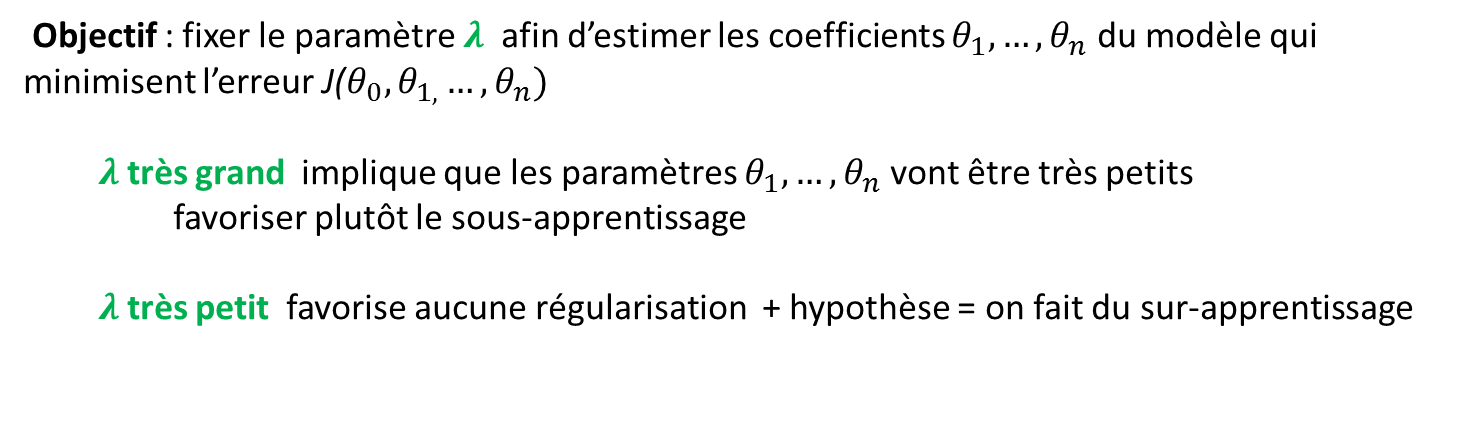 Objectif : fixer le paramètre λ afin d’estimer les coefficients θ₁, … , θₙ du modèle qui
minimisent l’erreur J(θ₀, θ₁, … , θₙ)
λ très grand implique que les paramètres θ₁, … , θₙ vont être très petits
favoriser plutôt le sous-apprentissage
λ très petit favorise aucune régularisation + hypothèse = on fait du sur-apprentissage